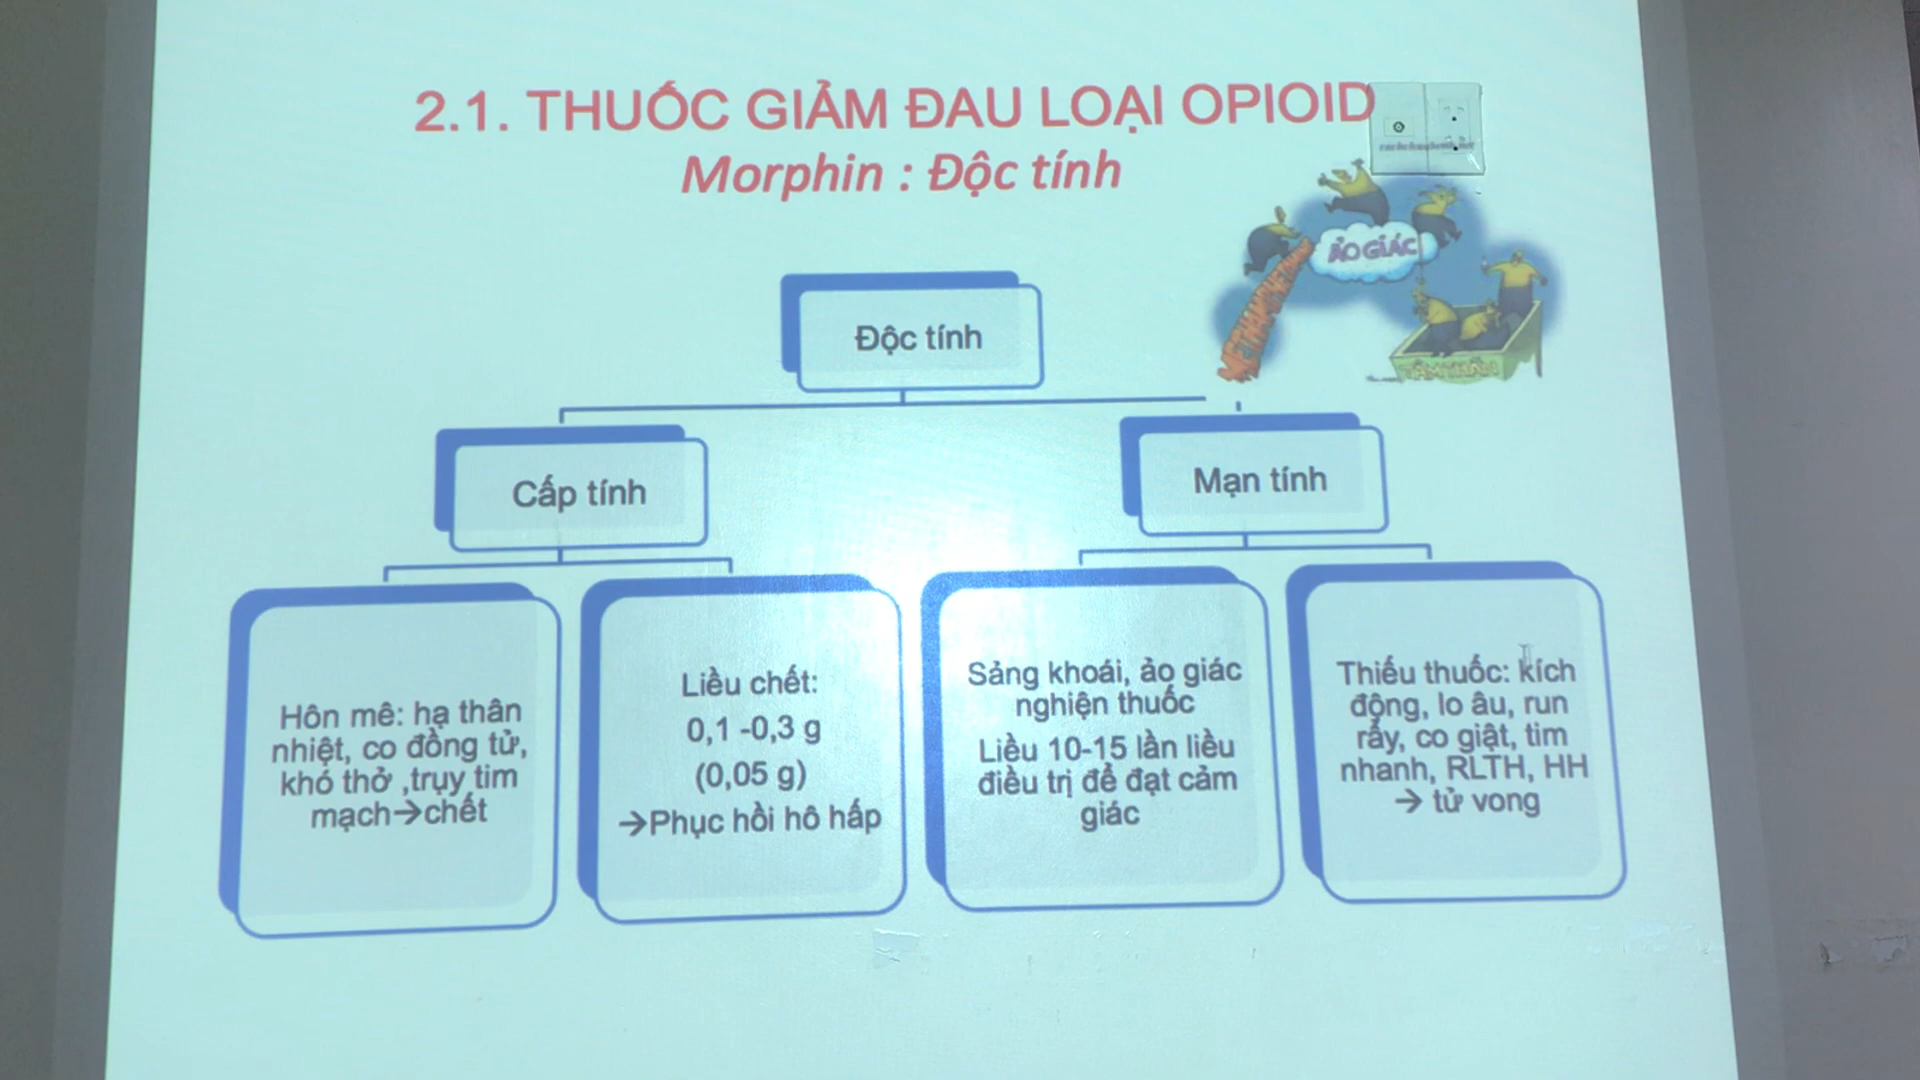 2.1. THUỐC GIẢM ĐAU LOẠI OPIOID
Morphin : Độc tính
ẢO GIÁC
TÂM THẦN
Độc tính
Cấp tính
Mạn tính
Hôn mê: hạ thân
nhiệt, co đồng tử,
khó thở ,trụy tim
mạch→chết
Liều chết:
0,1 -0,3 g
(0,05 g)
→Phục hồi hô hấp
Sảng khoái, ảo giác
nghiện thuốc
Liều 10-15 lần liều
điều trị để đạt cảm
giác
Thiếu thuốc: kích
động, lo âu, run
rẩy, co giật, tim
nhanh, RLTH, HH
→ tử vong